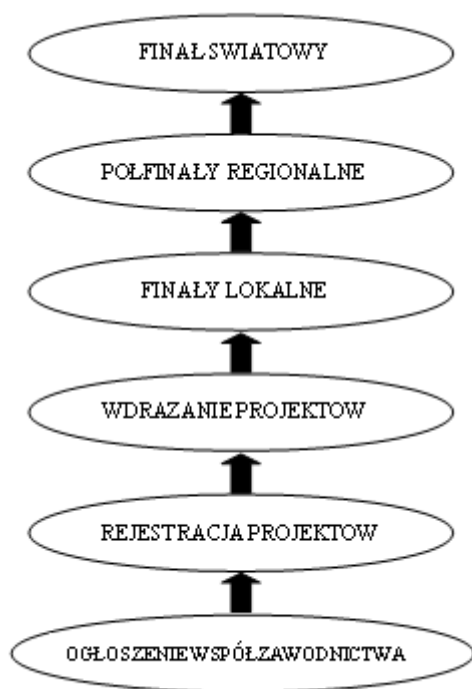 FINAŁ SWIATOWY
POŁFINAŁY REGIONALNE
FINAŁY LOKALNE
WDRAZANIE PROJEKTOW
REJESTRACJA PROJEKTOW
OGŁOSZENIE WSPÓŁZAWODNICTWA